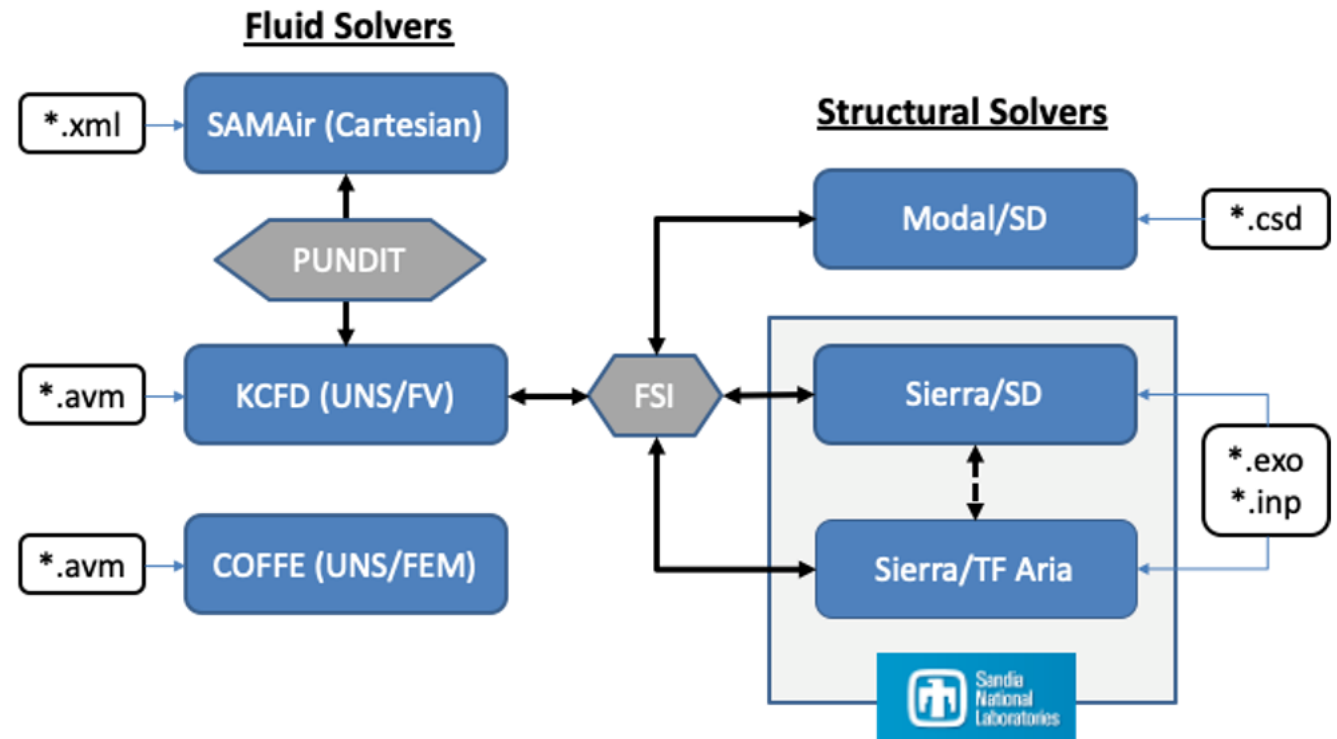 Fluid Solvers
*.xml
SAMAir (Cartesian)
PUNDIT
*.avm
KCFD (UNS/FV)
*.avm
COFFE (UNS/FEM)
FSI
Structural Solvers
Modal/SD
*.csd
Sierra/SD
*.exo
*.inp
Sierra/TF Aria
Sandia
National
Laboratories